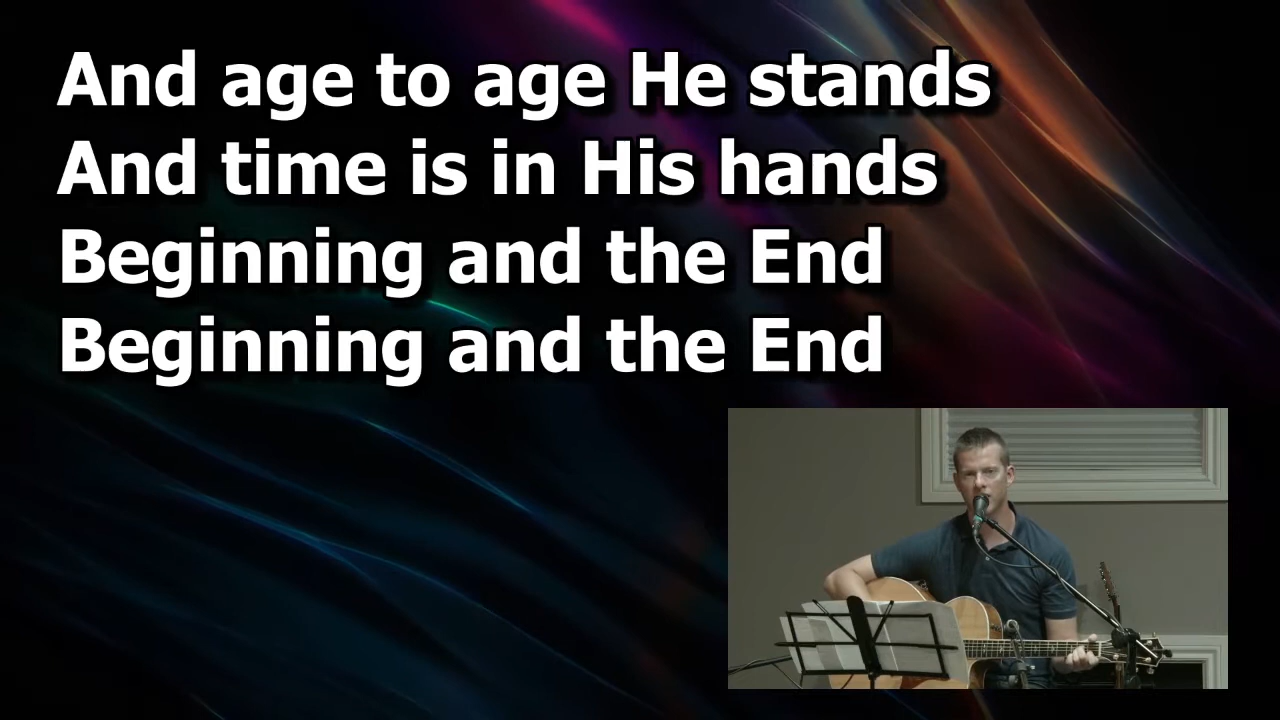 And age to age He stands
And time is in His hands
Beginning and the End
Beginning and the End